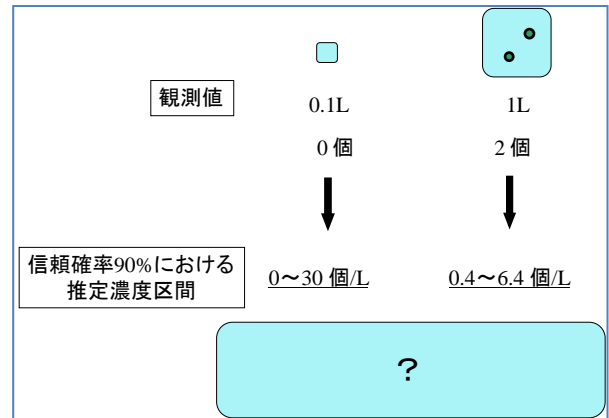 観測値
0.1L 1L
0 個 2 個
信頼確率90%における
推定濃度区間
0～30 個/L 0.4～6.4 個/L
？